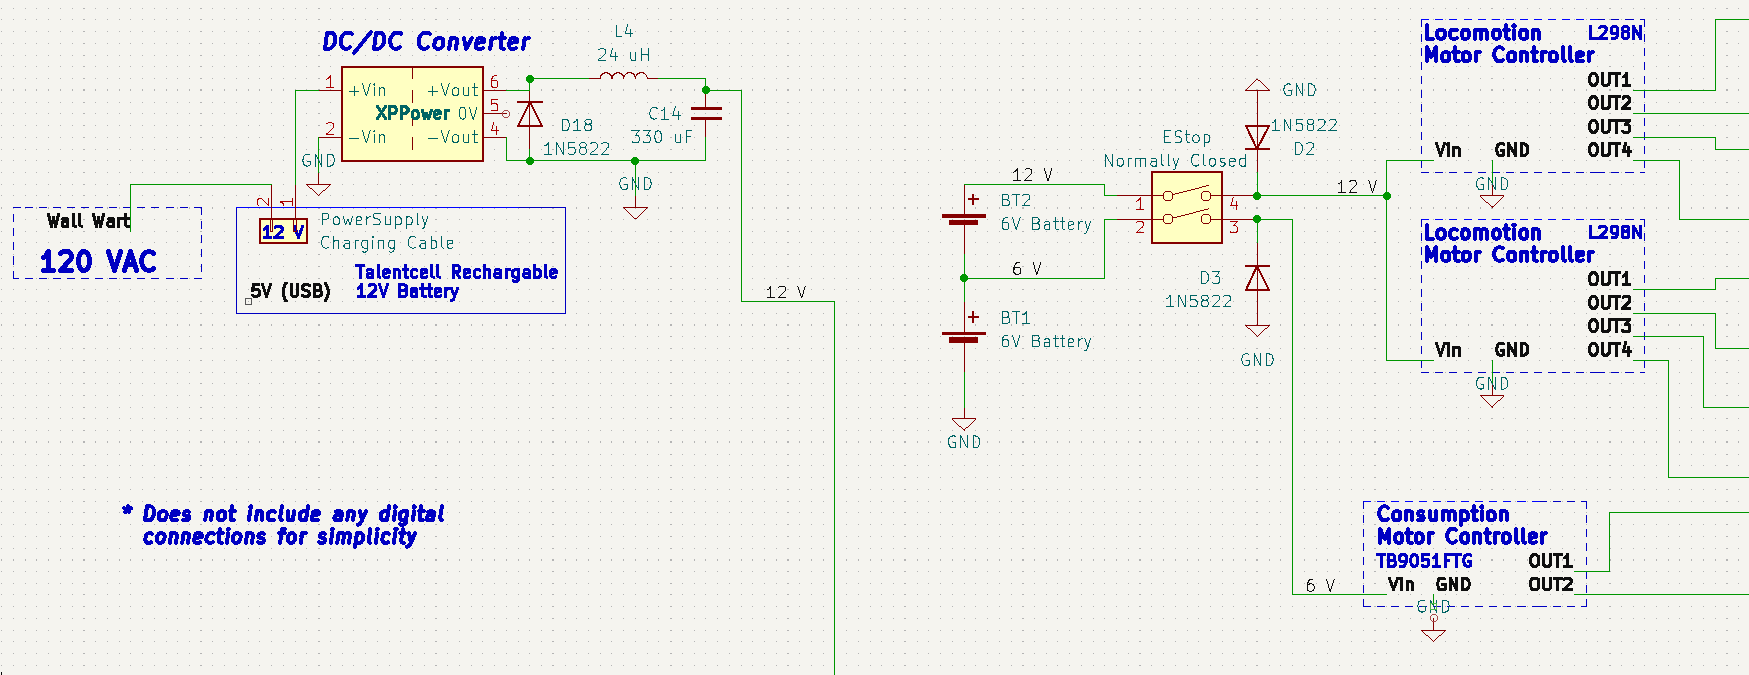 DC/DC Converter
1
+Vin
+Vout
6
XPPower
0V
5
2
-Vin
-Vout
4
GND
D18
1N5822
L4
24 uH
C14
330 uF
GND
12 V
Wall Wart
120 VAC
2
1
12 V
PowerSupply
Charging Cable
Talentcell Rechargable
12V Battery
5V (USB)
* Does not include any digital
connections for simplicity
12 V
BT2
6V Battery
6 V
BT1
6V Battery
GND
EStop
Normally Closed
1
2
4
3
GND
1N5822
D2
D3
1N5822
GND
12 V
6 V
Locomotion
L298N
Motor Controller
OUT1
OUT2
OUT3
Vin
GND
OUT4
GND
Locomotion
L298N
Motor Controller
OUT1
OUT2
OUT3
Vin
GND
OUT4
GND
Consumption
Motor Controller
TB9051FTG
OUT1
Vin
GND
OUT2
GND